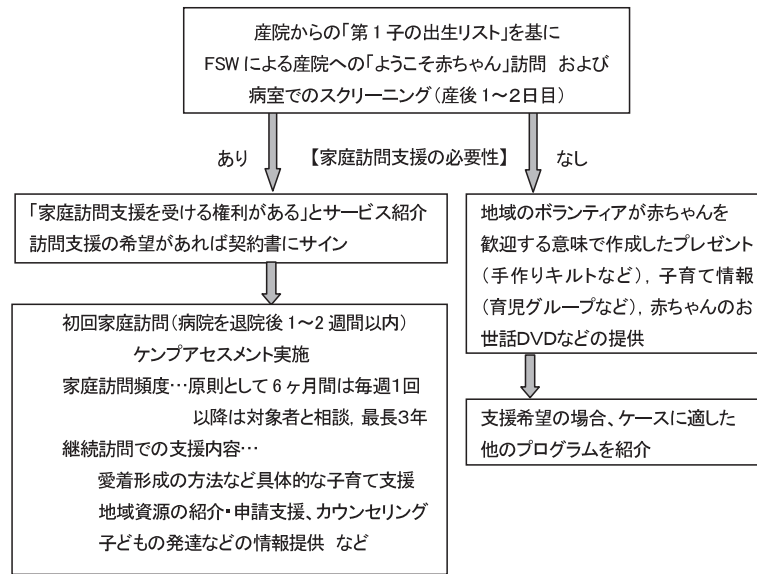 産院からの「第1子の出生リスト」を基に
FSWによる産院への「ようこそ赤ちゃん」訪問 および
病室でのスクリーニング(産後1~2日目)
あり 【家庭訪問支援の必要性】 なし
「家庭訪問支援を受ける権利がある」とサービス紹介
訪問支援の希望があれば契約書にサイン
初回家庭訪問(病院を退院後1~2週間以内)
ケンプアセスメント実施
家庭訪問頻度…原則として6ヶ月間は毎週1回
以降は対象者と相談, 最長3年
継続訪問での支援内容…
愛着形成の方法など具体的な子育て支援
地域資源の紹介・申請支援、カウンセリング
子どもの発達などの情報提供 など
地域のボランティアが赤ちゃんを
歓迎する意味で作成したプレゼント
(手作りキルトなど), 子育て情報
(育児グループなど), 赤ちゃんのお
世話DVDなどの提供
支援希望の場合、ケースに適した
他のプログラムを紹介